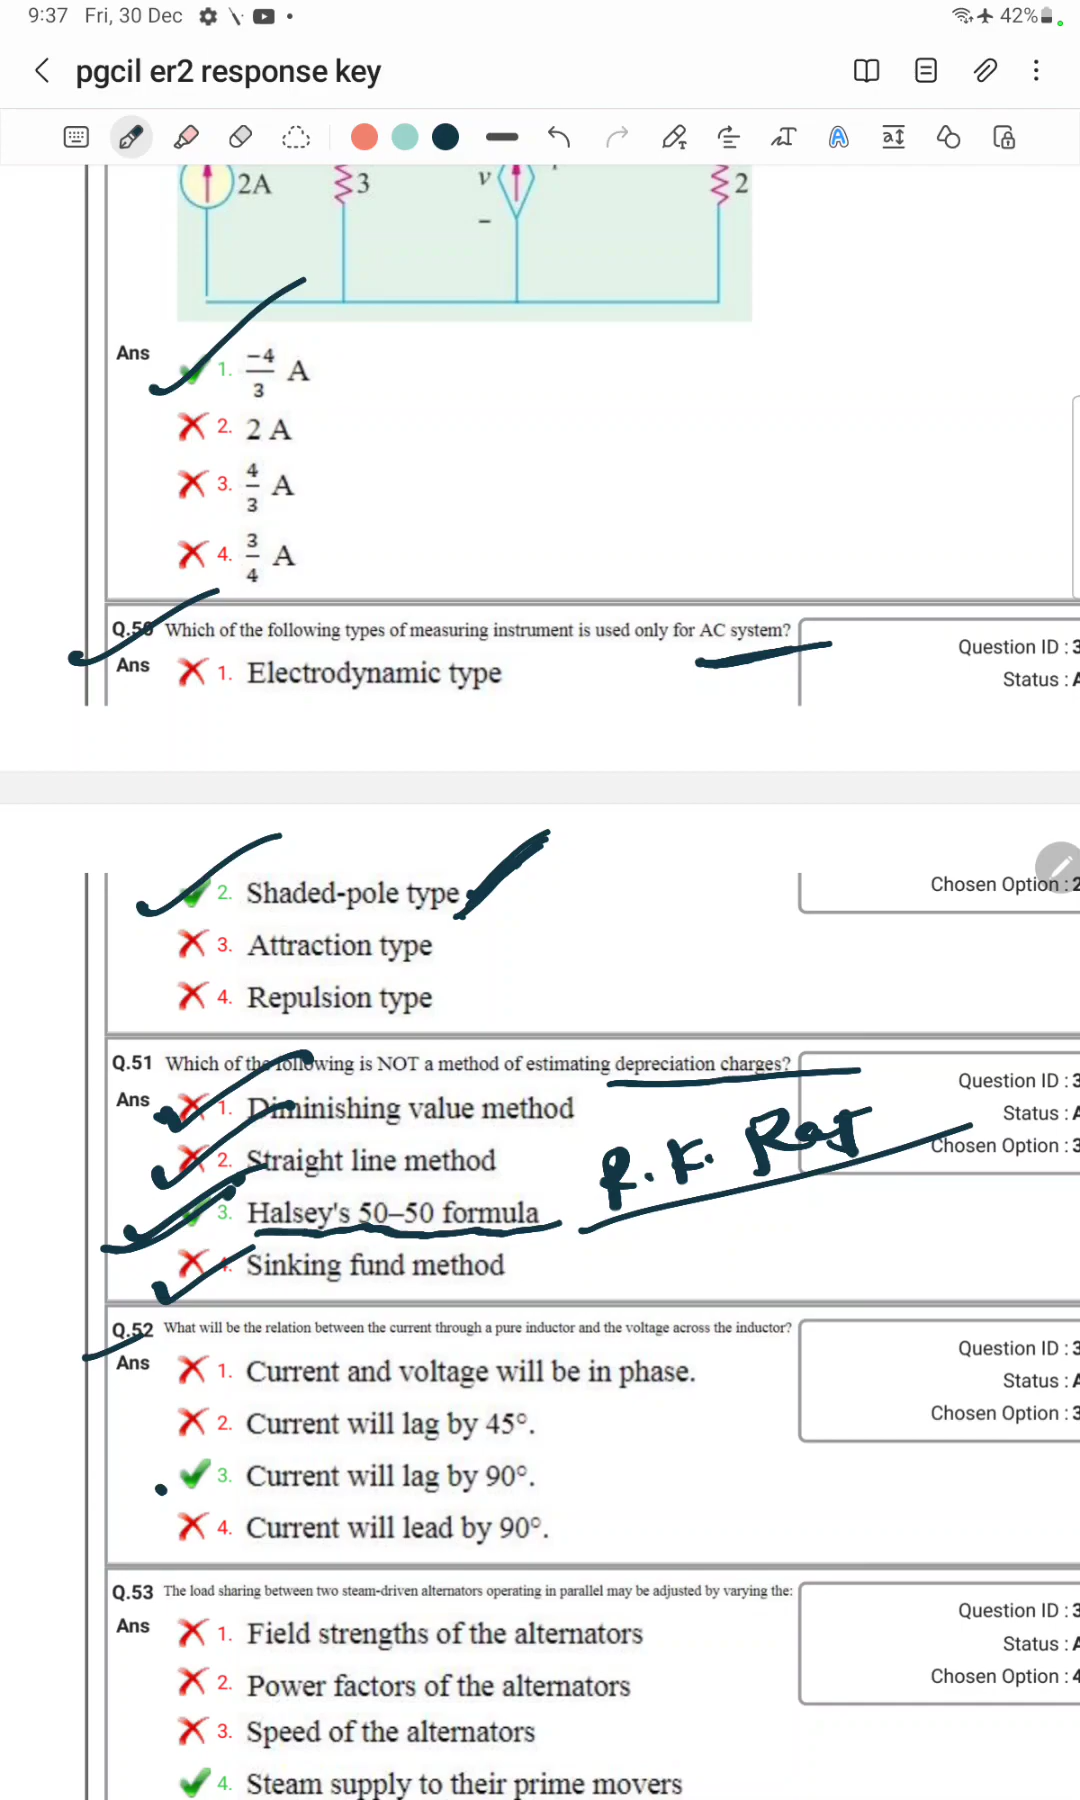 9:37 Fri, 30 Dec
42%
pgcil er2 response key
2A
3
v
−
2
Ans
1. −4/3 A
2. 2 A
3. 4/3 A
4. 3/4 A
Q.50 Which of the following types of measuring instrument is used only for AC system?
Question ID : 3
Status : A
Ans
1. Electrodynamic type
2. Shaded-pole type
Chosen Option : 2
3. Attraction type
4. Repulsion type
Q.51 Which of the following is NOT a method of estimating depreciation charges?
Question ID : 3
Status : A
Chosen Option : 3
Ans
1. Diminishing value method
2. Straight line method
3. Halsey's 50–50 formula
4. Sinking fund method
R.K. Raj
Q.52 What will be the relation between the current through a pure inductor and the voltage across the inductor?
Question ID : 3
Status : A
Chosen Option : 3
Ans
1. Current and voltage will be in phase.
2. Current will lag by 45°.
3. Current will lag by 90°.
4. Current will lead by 90°.
Q.53 The load sharing between two steam-driven alternators operating in parallel may be adjusted by varying the:
Question ID : 3
Status : A
Chosen Option : 4
Ans
1. Field strengths of the alternators
2. Power factors of the alternators
3. Speed of the alternators
4. Steam supply to their prime movers